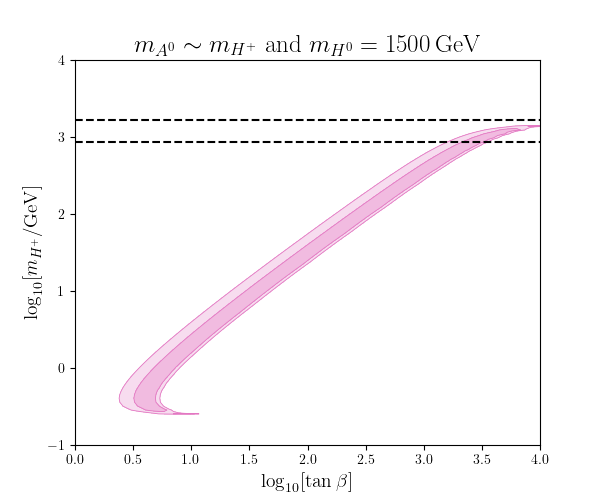 m_{A^0} ∼ m_{H^+} and m_{H^0} = 1500 GeV
4
3
2
1
0
−1
log_{10}[m_{H^+}/GeV]
0.0 0.5 1.0 1.5 2.0 2.5 3.0 3.5 4.0
log_{10}[tan β]